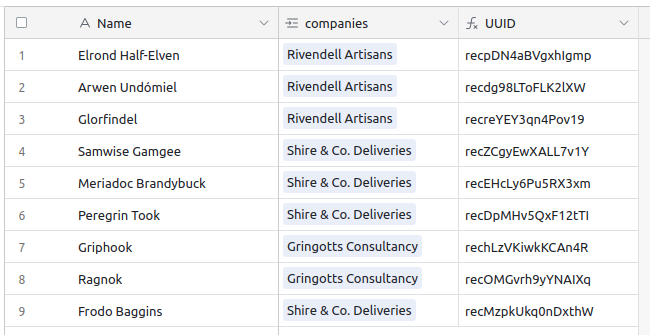 Name companies UUID
1 Elrond Half-Elven Rivendell Artisans recpDN4aBVgxhIgmp
2 Arwen Undómiel Rivendell Artisans recdg98LToFLK2lXW
3 Glorfindel Rivendell Artisans recreYEY3qn4Pov19
4 Samwise Gamgee Shire & Co. Deliveries recZCgyEwXALL7v1Y
5 Meriadoc Brandybuck Shire & Co. Deliveries recEHcLy6Pu5RX3xm
6 Peregrin Took Shire & Co. Deliveries recDpMHv5QxF12tTI
7 Griphook Gringotts Consultancy rechLzVKiwkKCAn4R
8 Ragnok Gringotts Consultancy recOMGvrh9yYNAIXq
9 Frodo Baggins Shire & Co. Deliveries recMzpkUkq0nDxthW